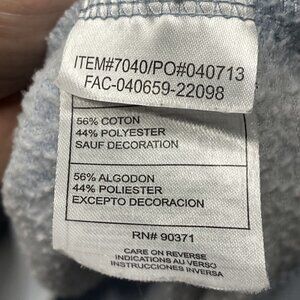 ITEM#7040/PO#040713
FAC-040659-22098
56% COTON
44% POLYESTER
SAUF DECORATION
56% ALGODON
44% POLIESTER
EXCEPTO DECORACION
RN# 90371
CARE ON REVERSE
INDICATIONS AU VERSO
INSTRUCCIONES INVERSA